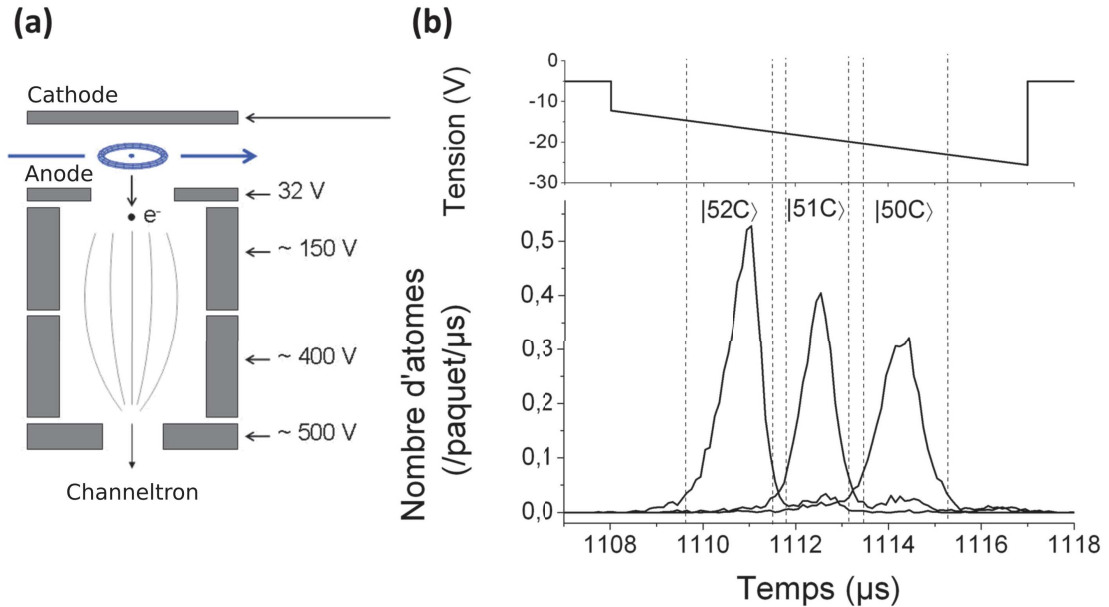 (a)
Cathode
Anode
32 V
e-
~ 150 V
~ 400 V
~ 500 V
Channeltron
(b)
Tension (V)
0
-10
-20
-30
|52C⟩ |51C⟩ |50C⟩
Nombre d'atomes
(/paquet/µs)
0,5
0,4
0,3
0,2
0,1
0,0
1108 1110 1112 1114 1116 1118
Temps (µs)